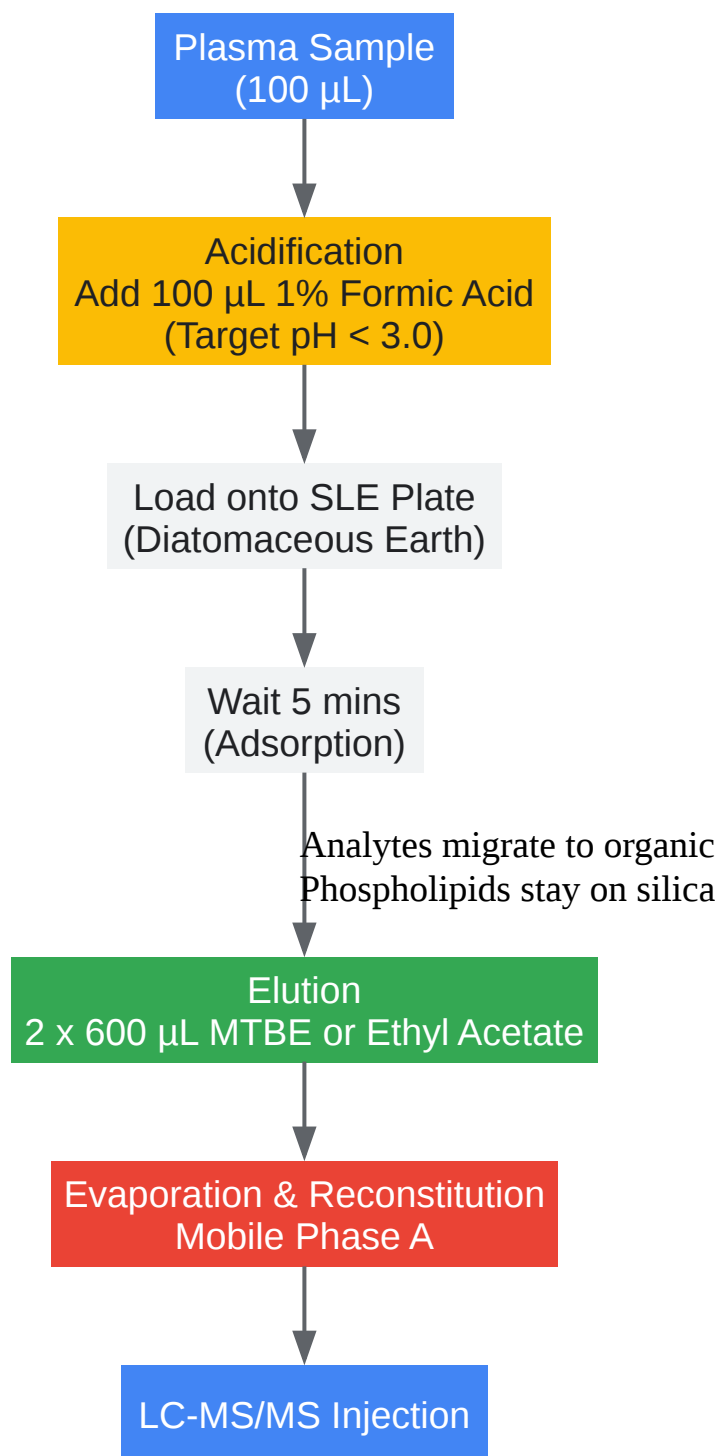 Plasma Sample
(100 µL)
Acidification
Add 100 µL 1% Formic Acid
(Target pH < 3.0)
Load onto SLE Plate
(Diatomaceous Earth)
Wait 5 mins
(Adsorption)
Analytes migrate to organic
Phospholipids stay on silica
Elution
2 x 600 µL MTBE or Ethyl Acetate
Evaporation & Reconstitution
Mobile Phase A
LC-MS/MS Injection